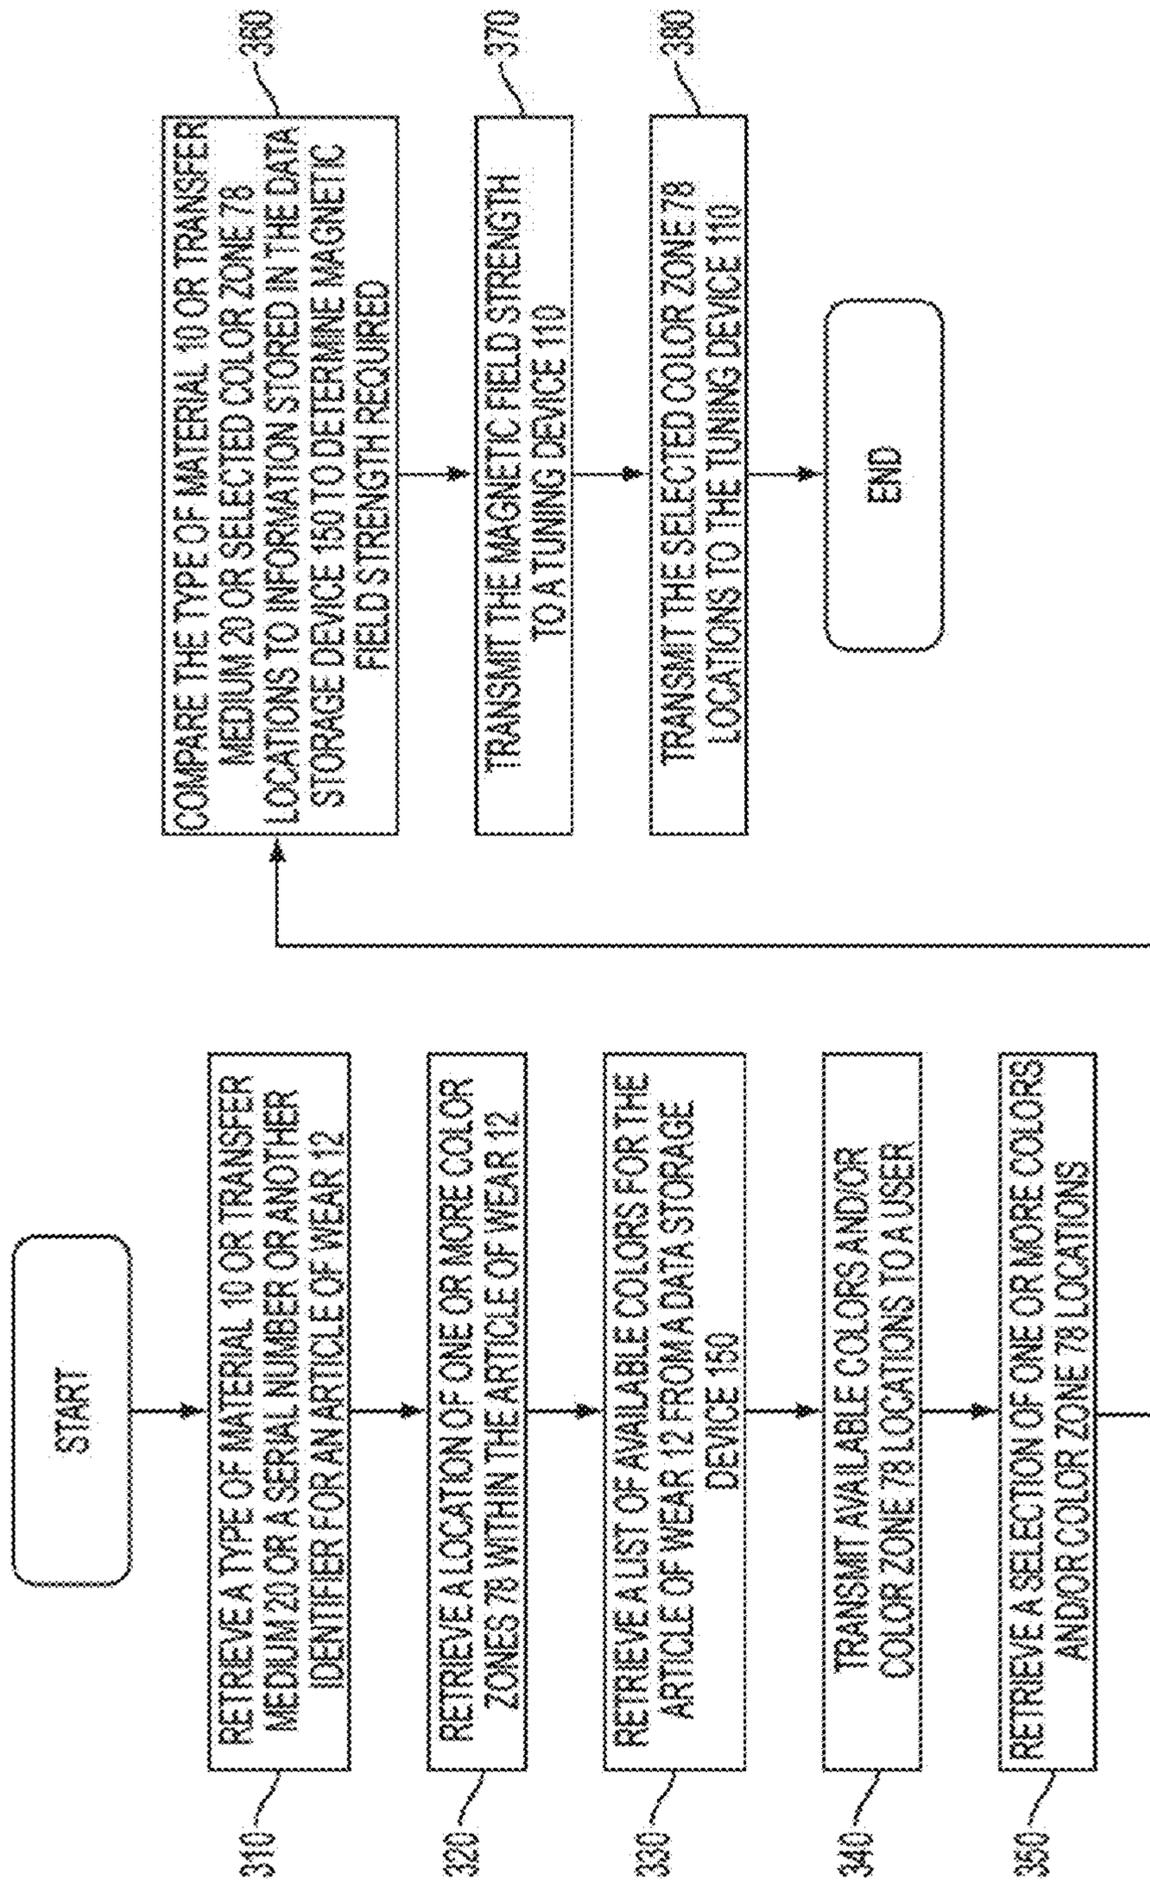 START
310
RETRIEVE A TYPE OF MATERIAL 10 OR TRANSFER
MEDIUM 20 OR A SERIAL NUMBER OR ANOTHER
IDENTIFIER FOR AN ARTICLE OF WEAR 12
320
RETRIEVE A LOCATION OF ONE OR MORE COLOR
ZONES 78 WITHIN THE ARTICLE OF WEAR 12
330
RETRIEVE A LIST OF AVAILABLE COLORS FOR THE
ARTICLE OF WEAR 12 FROM A DATA STORAGE
DEVICE 150
340
TRANSMIT AVAILABLE COLORS AND/OR
COLOR ZONE 78 LOCATIONS TO A USER
350
RETRIEVE A SELECTION OF ONE OR MORE COLORS
AND/OR COLOR ZONE 78 LOCATIONS
COMPARE THE TYPE OF MATERIAL 10 OR TRANSFER
MEDIUM 20 OR SELECTED COLOR ZONE 78
LOCATIONS TO INFORMATION STORED IN THE DATA
STORAGE DEVICE 150 TO DETERMINE MAGNETIC
FIELD STRENGTH REQUIRED
360
TRANSMIT THE MAGNETIC FIELD STRENGTH
TO A TUNING DEVICE 110
370
TRANSMIT THE SELECTED COLOR ZONE 78
LOCATIONS TO THE TUNING DEVICE 110
380
END